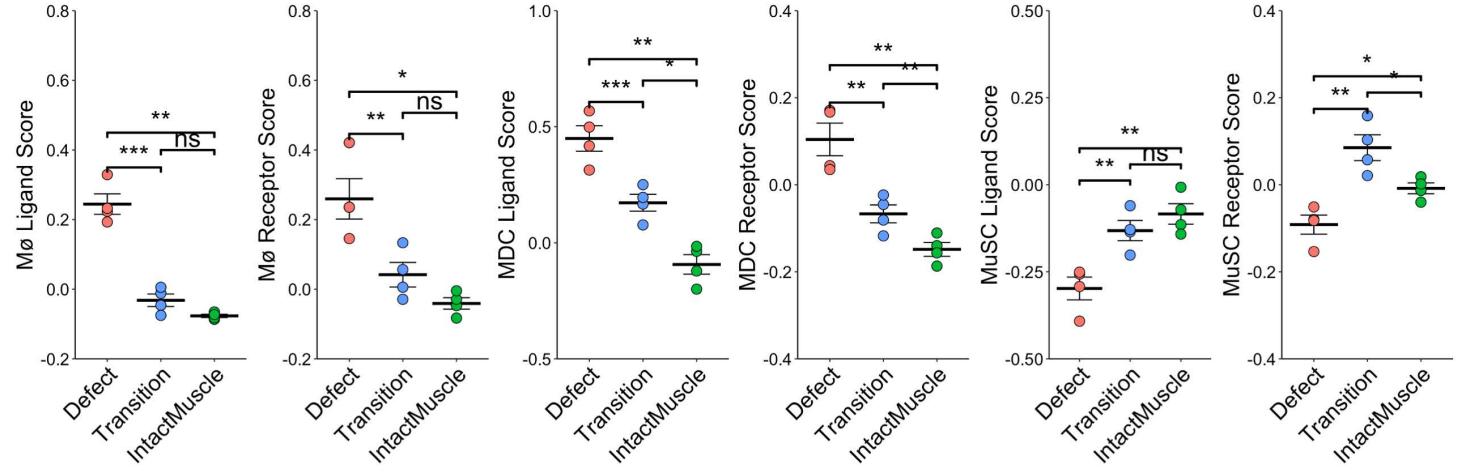 Mø Ligand Score
0.8
0.6
0.4
0.2
0.0
-0.2
**
***
ns
Defect
Transition
IntactMuscle
Mø Receptor Score
0.8
0.6
0.4
0.2
0.0
-0.2
*
**
ns
Defect
Transition
IntactMuscle
MDC Ligand Score
1.0
0.5
0.0
-0.5
**
***
*
Defect
Transition
IntactMuscle
MDC Receptor Score
0.4
0.2
0.0
-0.2
-0.4
**
**
**
Defect
Transition
IntactMuscle
MuSC Ligand Score
0.50
0.25
0.00
-0.25
-0.50
**
**
ns
Defect
Transition
IntactMuscle
MuSC Receptor Score
0.4
0.2
0.0
-0.2
-0.4
*
**
*
Defect
Transition
IntactMuscle